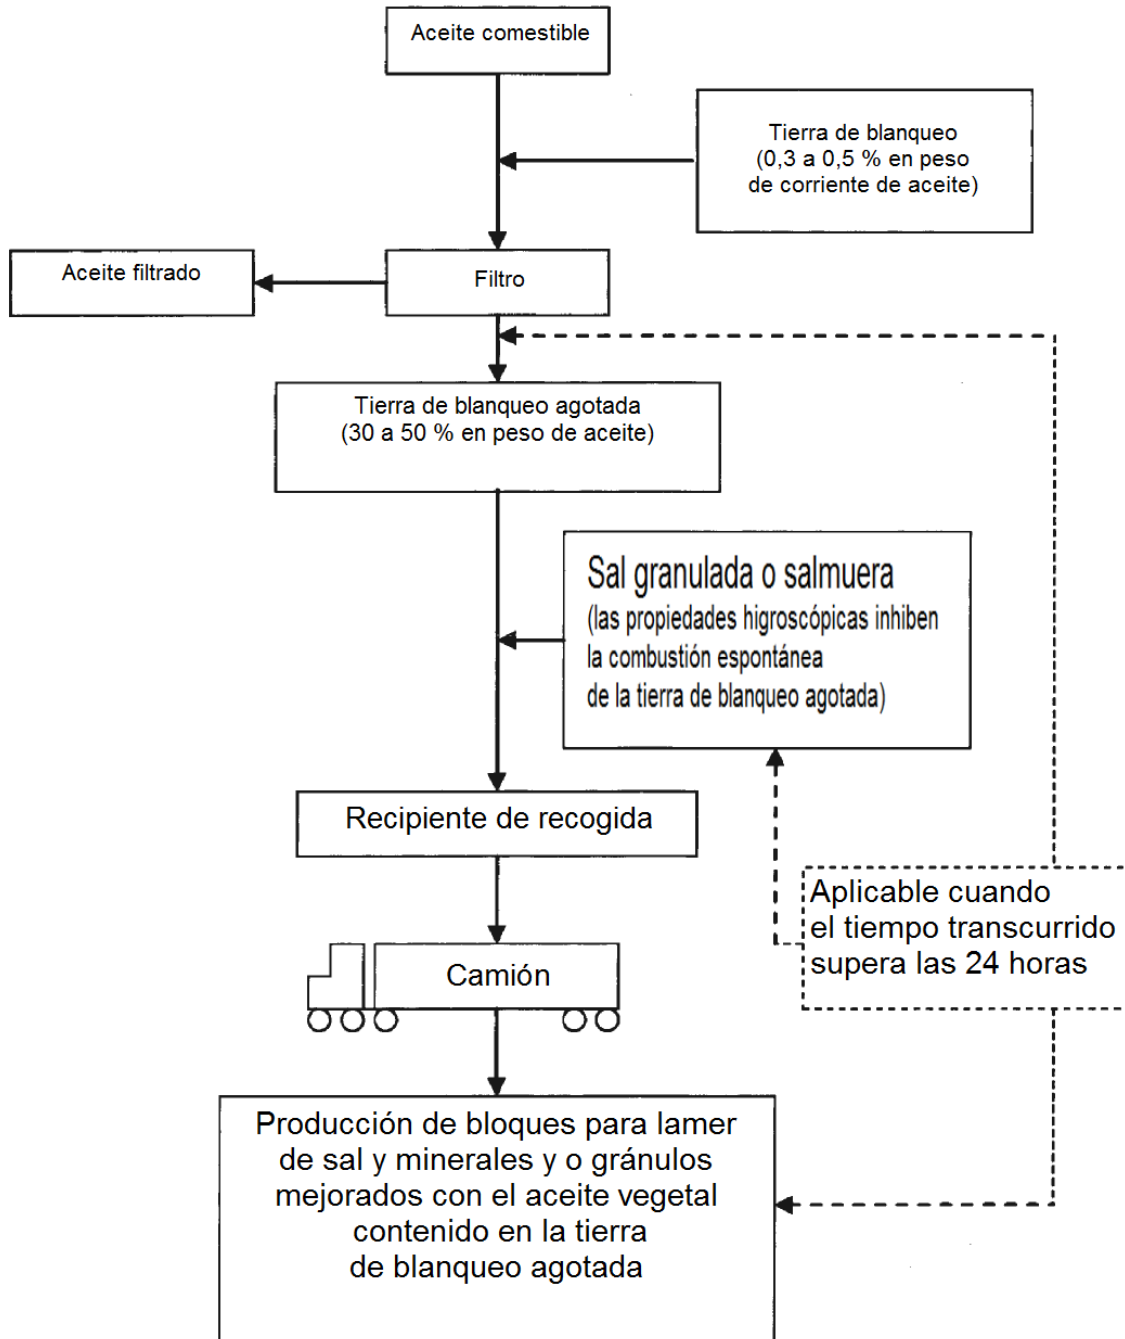 Aceite comestible
Tierra de blanqueo
(0,3 a 0,5 % en peso
de corriente de aceite)
Aceite filtrado
Filtro
Tierra de blanqueo agotada
(30 a 50 % en peso de aceite)
Sal granulada o salmuera
(las propiedades higroscópicas inhiben
la combustión espontánea
de la tierra de blanqueo agotada)
Recipiente de recogida
Aplicable cuando
el tiempo transcurrido
supera las 24 horas
Camión
Producción de bloques para lamer
de sal y minerales y o gránulos
mejorados con el aceite vegetal
contenido en la tierra
de blanqueo agotada